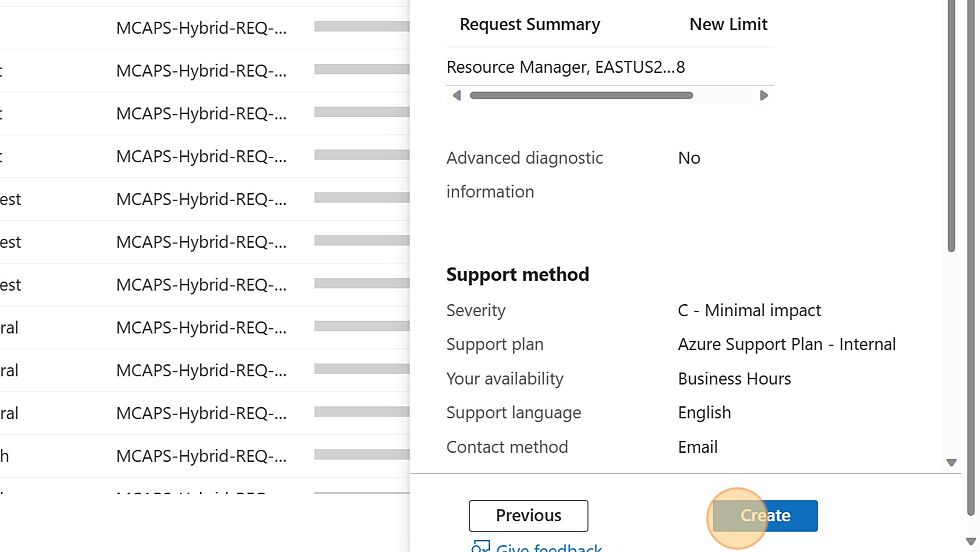 MCAPS-Hybrid-REQ-...
t MCAPS-Hybrid-REQ-...
t MCAPS-Hybrid-REQ-...
t MCAPS-Hybrid-REQ-...
est MCAPS-Hybrid-REQ-...
est MCAPS-Hybrid-REQ-...
est MCAPS-Hybrid-REQ-...
ral MCAPS-Hybrid-REQ-...
ral MCAPS-Hybrid-REQ-...
ral MCAPS-Hybrid-REQ-...
h MCAPS-Hybrid-REQ-...
Request Summary New Limit
Resource Manager, EASTUS2...8
Advanced diagnostic No
information
Support method
Severity C - Minimal impact
Support plan Azure Support Plan - Internal
Your availability Business Hours
Support language English
Contact method Email
Previous Create
Give feedback